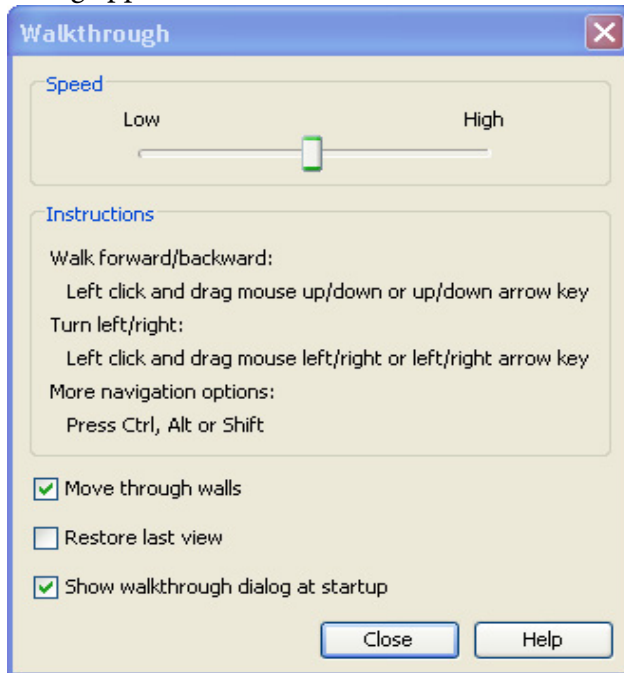 Walkthrough
Speed
Low High
Instructions
Walk forward/backward:
Left click and drag mouse up/down or up/down arrow key
Turn left/right:
Left click and drag mouse left/right or left/right arrow key
More navigation options:
Press Ctrl, Alt or Shift
Move through walls
Restore last view
Show walkthrough dialog at startup
Close Help